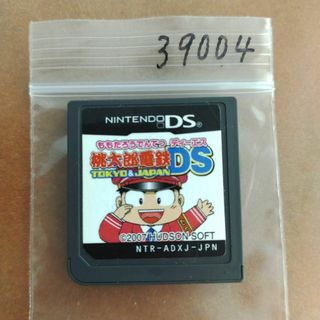 39004
NINTENDO DS
ももたろうでんてつ ディーエス
桃太郎電鉄DS
TOKYO & JAPAN
©2007 HUDSON SOFT
NTR-ADXJ-JPN